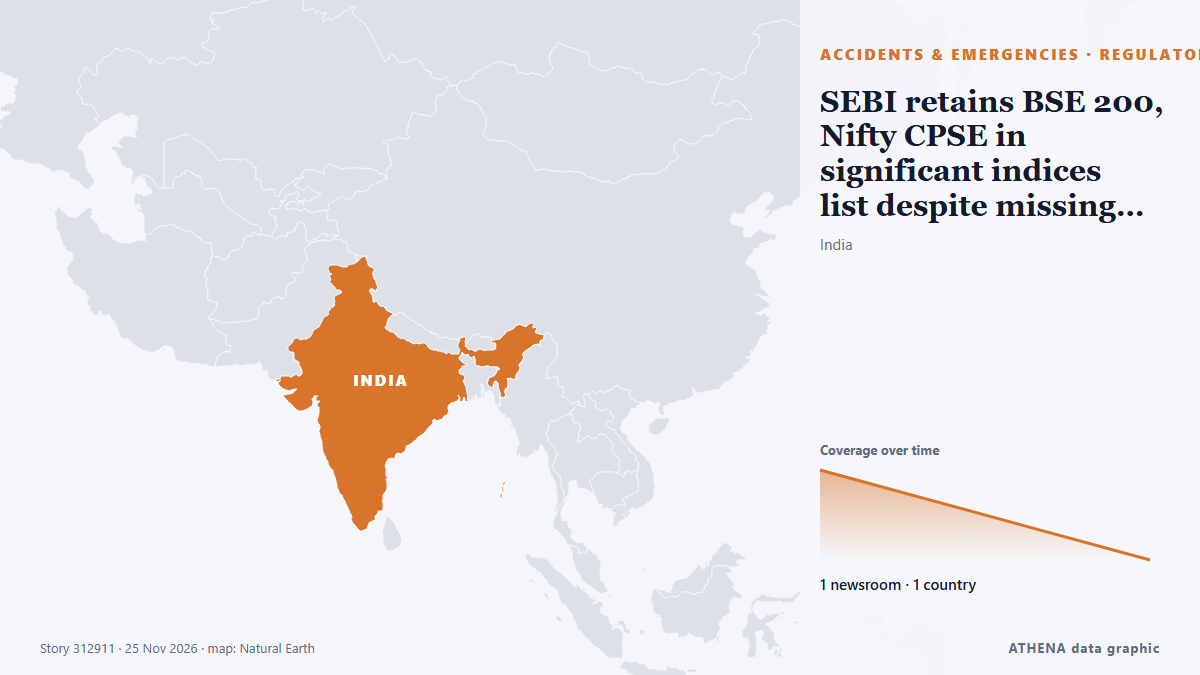 ACCIDENTS & EMERGENCIES · REGULATO
SEBI retains BSE 200,
Nifty CPSE in
significant indices
list despite missing...
India
INDIA
Coverage over time
1 newsroom · 1 country
Story 312911 · 25 Nov 2026 · map: Natural Earth
ATHENA data graphic